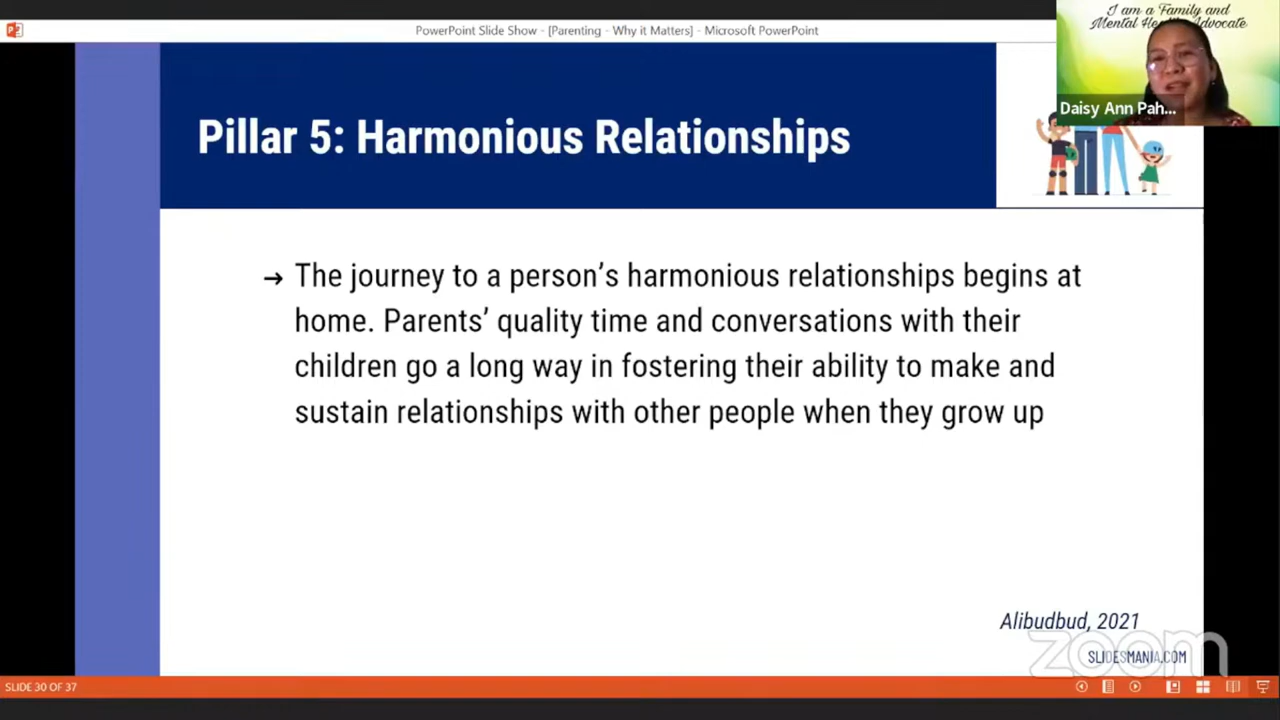 PowerPoint Slide Show - [Parenting - Why it Matters] - Microsoft PowerPoint
I am a Family and
Mental Advocate
Daisy Ann Pah...
Pillar 5: Harmonious Relationships
→ The journey to a person’s harmonious relationships begins at
home. Parents’ quality time and conversations with their
children go a long way in fostering their ability to make and
sustain relationships with other people when they grow up
Alibudbud, 2021
zoom
SLIDESMANIA.COM
SLIDE 30 OF 37